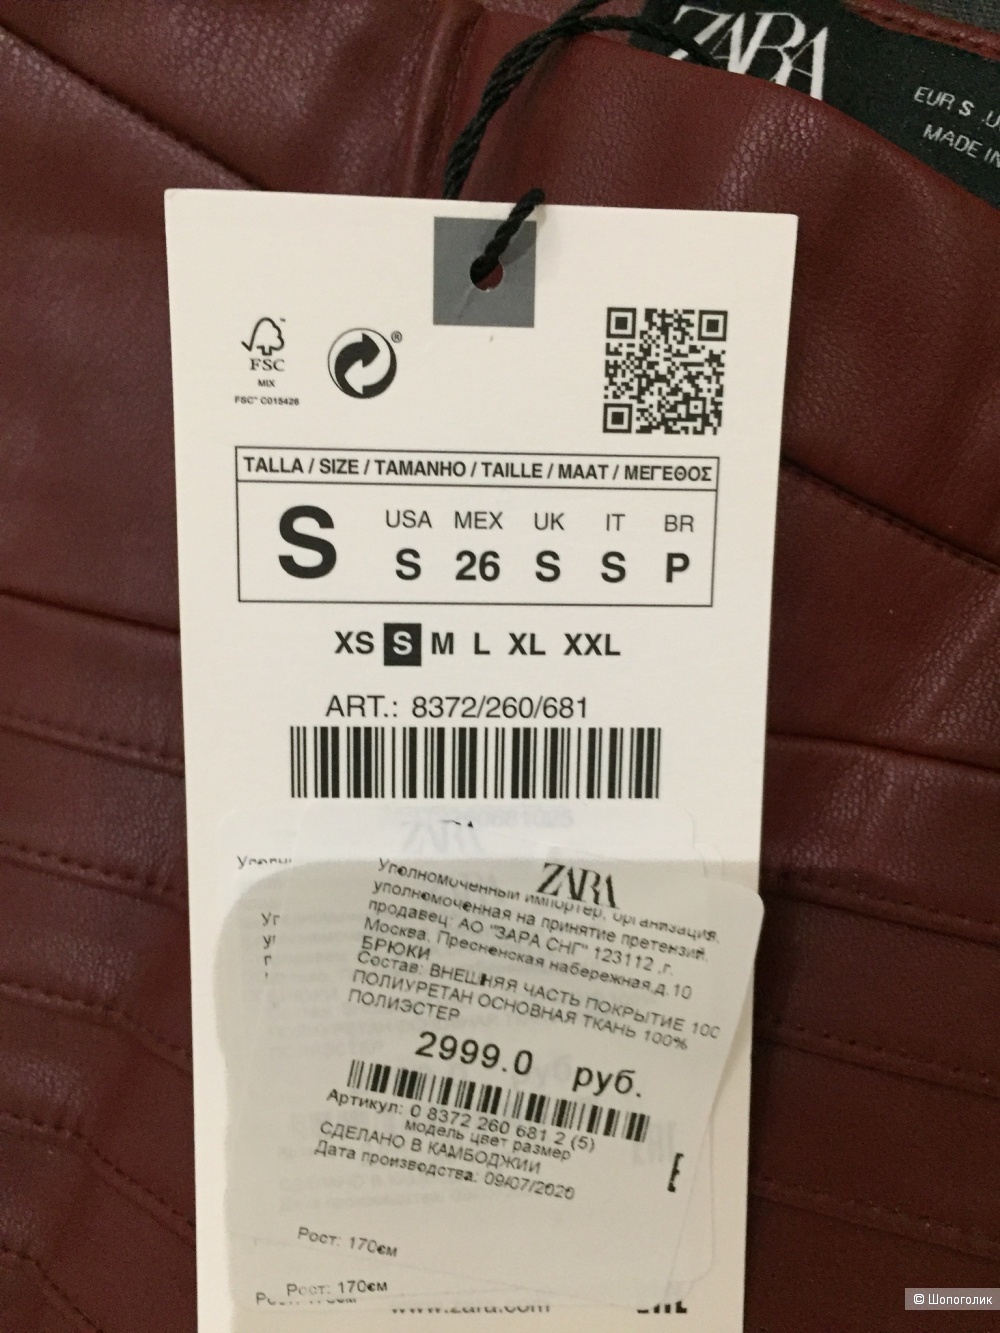 ZARA
EUR S
MADE IN
FSC
MIX
FSC® C015426
®
TALLA / SIZE / TAMANHO / TAILLE / MAAT / ΜΕΓΕΘΟΣ
USA MEX UK IT BR
S S 26 S S P
XS S M L XL XXL
ART.: 8372/260/681
ZARA
Уполномоченный импортер, организация,
уполномоченная на принятие претензий,
продавец: АО "ЗАРА СНГ" 123112 ,г.
Москва, Пресненская набережная,д.10
БРЮКИ
Состав: ВНЕШНЯЯ ЧАСТЬ ПОКРЫТИЕ 100
ПОЛИУРЕТАН ОСНОВНАЯ ТКАНЬ 100%
ПОЛИЭСТЕР
2999.0 руб.
Артикул: 0 8372 260 681 2 (5)
модель цвет размер
СДЕЛАНО В КАМБОДЖИИ
Дата производства: 09/07/2020
Рост: 170см
Рост: 170см
www.zara.com
© Шопоголик